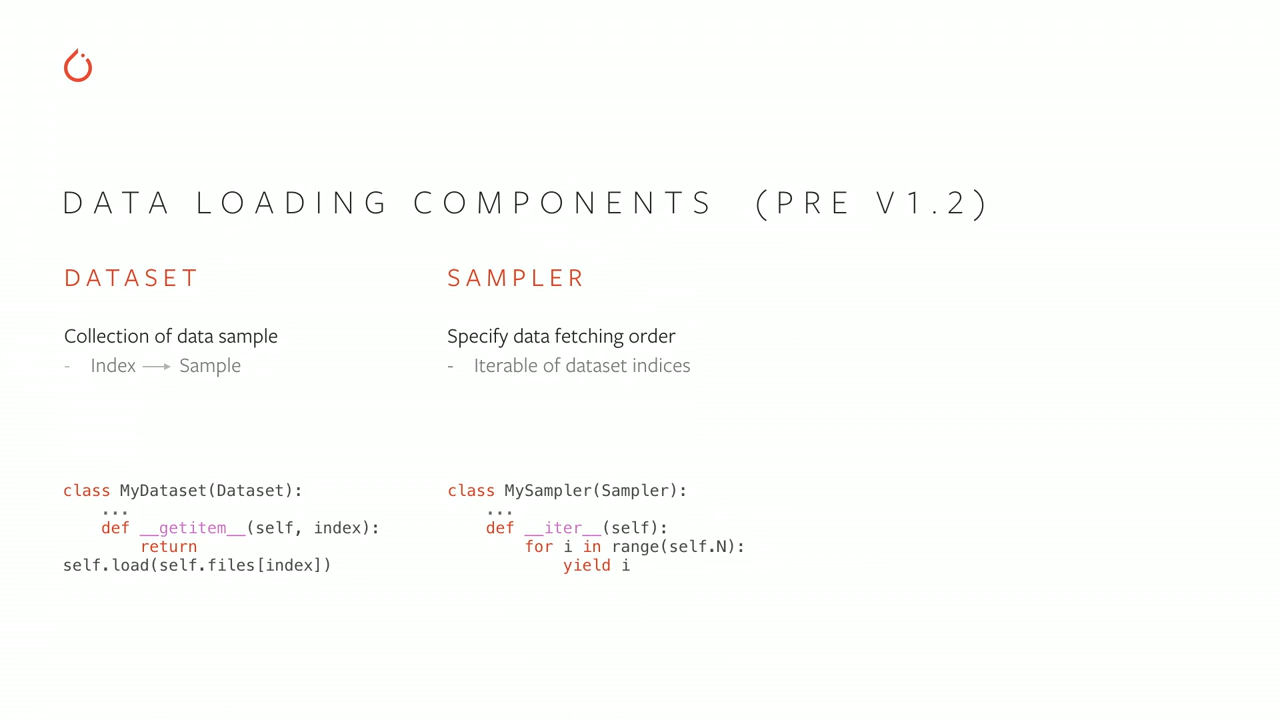 DATA LOADING COMPONENTS (PRE V1.2)
DATASET
Collection of data sample
- Index ⟶ Sample
class MyDataset(Dataset):
    ...
    def __getitem__(self, index):
        return
self.load(self.files[index])
SAMPLER
Specify data fetching order
- Iterable of dataset indices
class MySampler(Sampler):
    ...
    def __iter__(self):
        for i in range(self.N):
            yield i